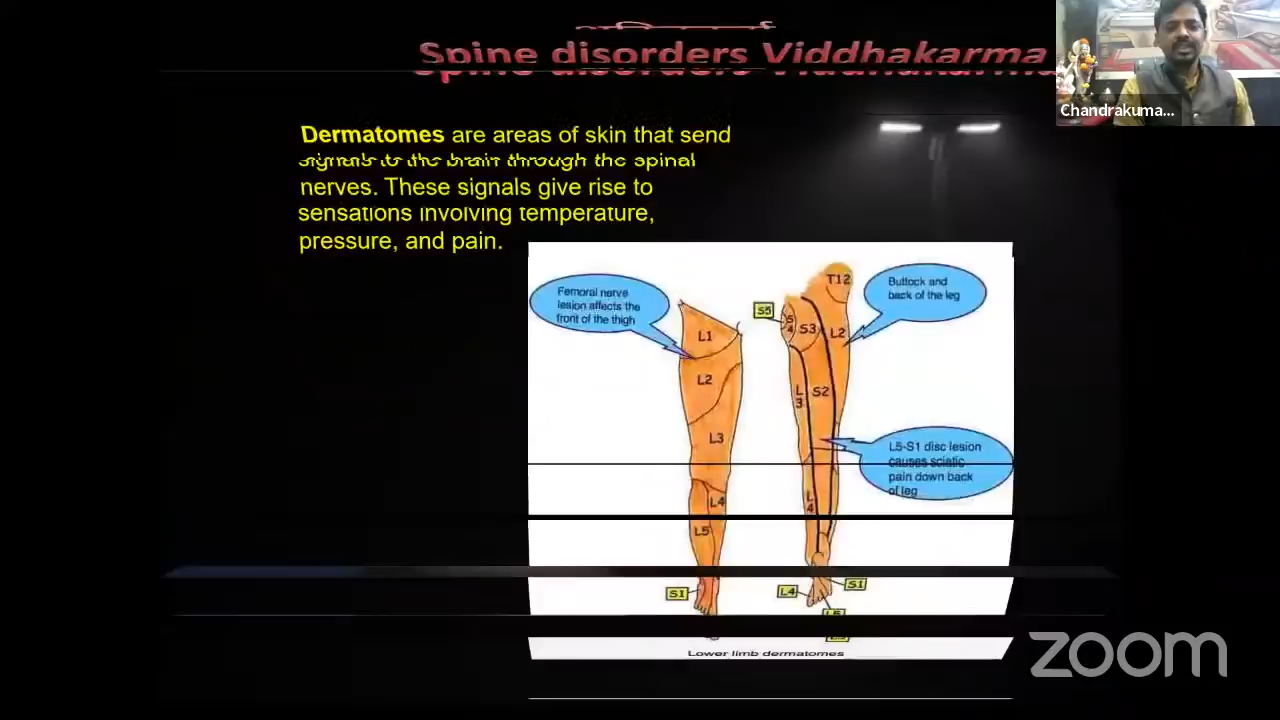 Spine disorders Viddhakarma
Chandrakuma...
Dermatomes are areas of skin that send
signals to the brain through the spinal
nerves. These signals give rise to
sensations involving temperature,
pressure, and pain.
Femoral nerve
lesion affects the
front of the thigh
T12
Buttock and
back of the leg
S5
S4
S3
L2
L1
L2
L3
S2
L3
L5-S1 disc lesion
causes sciatic
pain down back
of leg
L4
L4
L5
S1
L4
S1
L5
Lower limb dermatomes
zoom